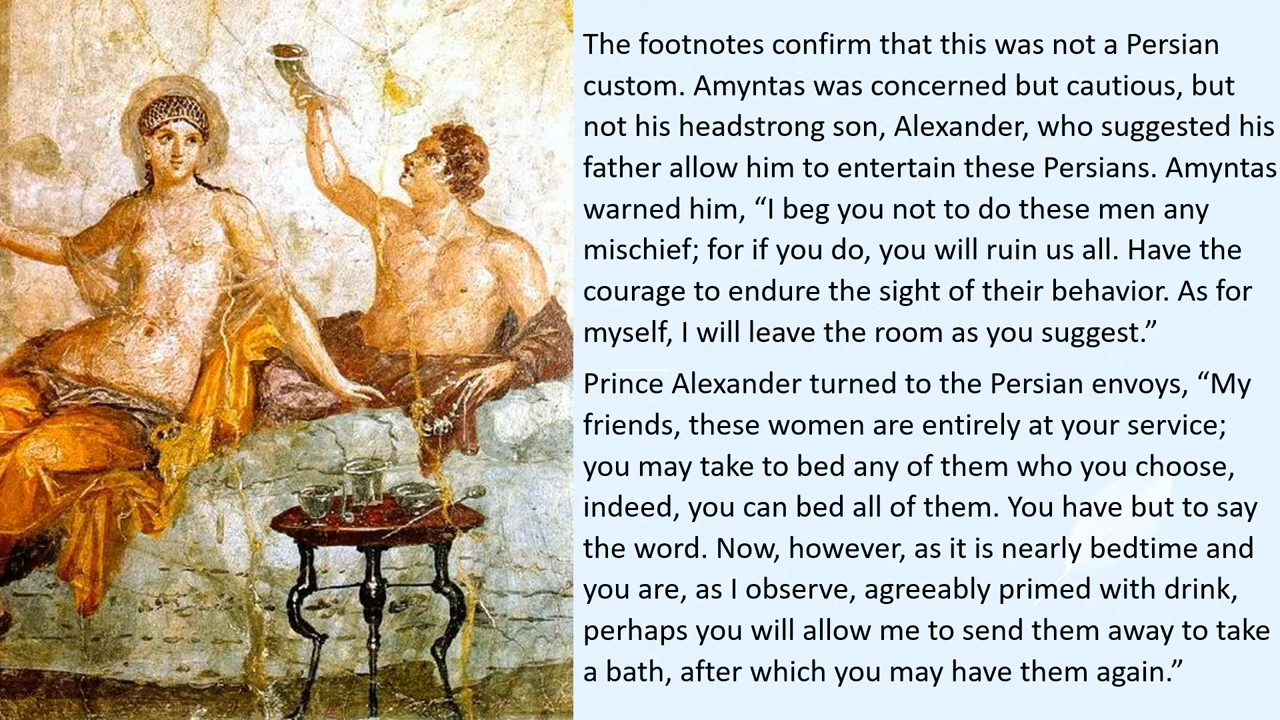 The footnotes confirm that this was not a Persian
custom. Amyntas was concerned but cautious, but
not his headstrong son, Alexander, who suggested his
father allow him to entertain these Persians. Amyntas
warned him, “I beg you not to do these men any
mischief; for if you do, you will ruin us all. Have the
courage to endure the sight of their behavior. As for
myself, I will leave the room as you suggest.”
Prince Alexander turned to the Persian envoys, “My
friends, these women are entirely at your service;
you may take to bed any of them who you choose,
indeed, you can bed all of them. You have but to say
the word. Now, however, as it is nearly bedtime and
you are, as I observe, agreeably primed with drink,
perhaps you will allow me to send them away to take
a bath, after which you may have them again.”